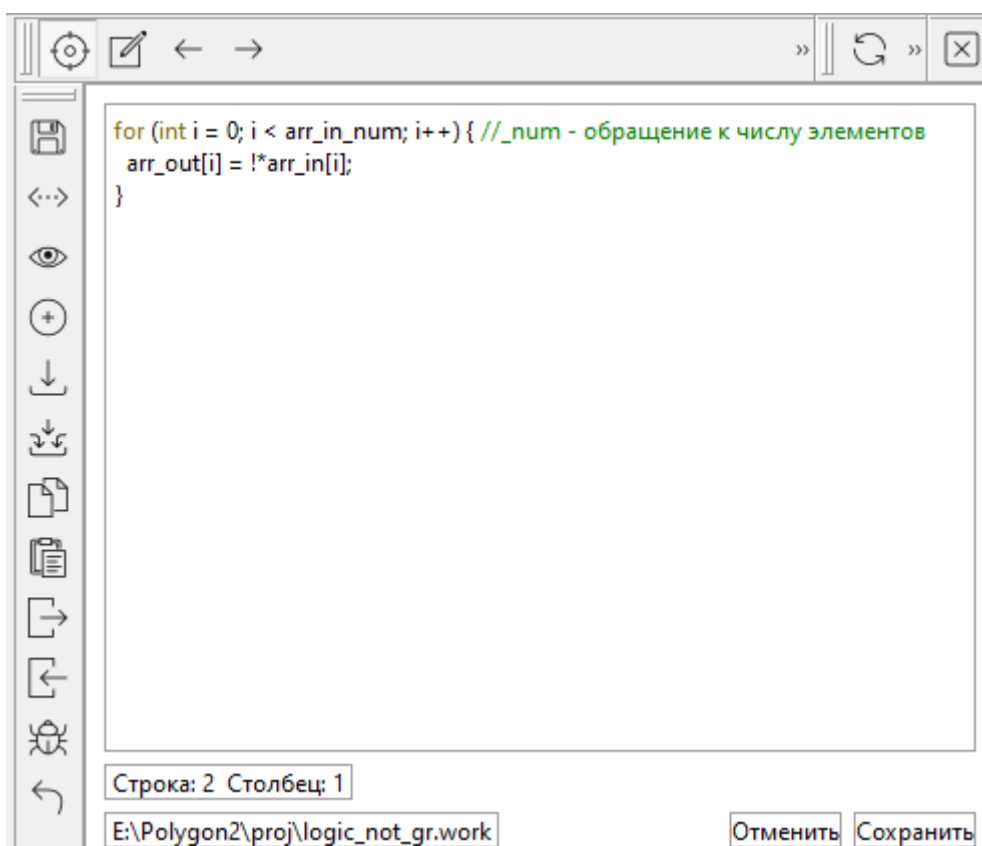 for (int i = 0; i < arr_in_num; i++) { //_num - обращение к числу элементов
  arr_out[i] = !*arr_in[i];
}
Строка: 2  Столбец: 1
E:\Polygon2\proj\logic_not_gr.work
Отменить Сохранить